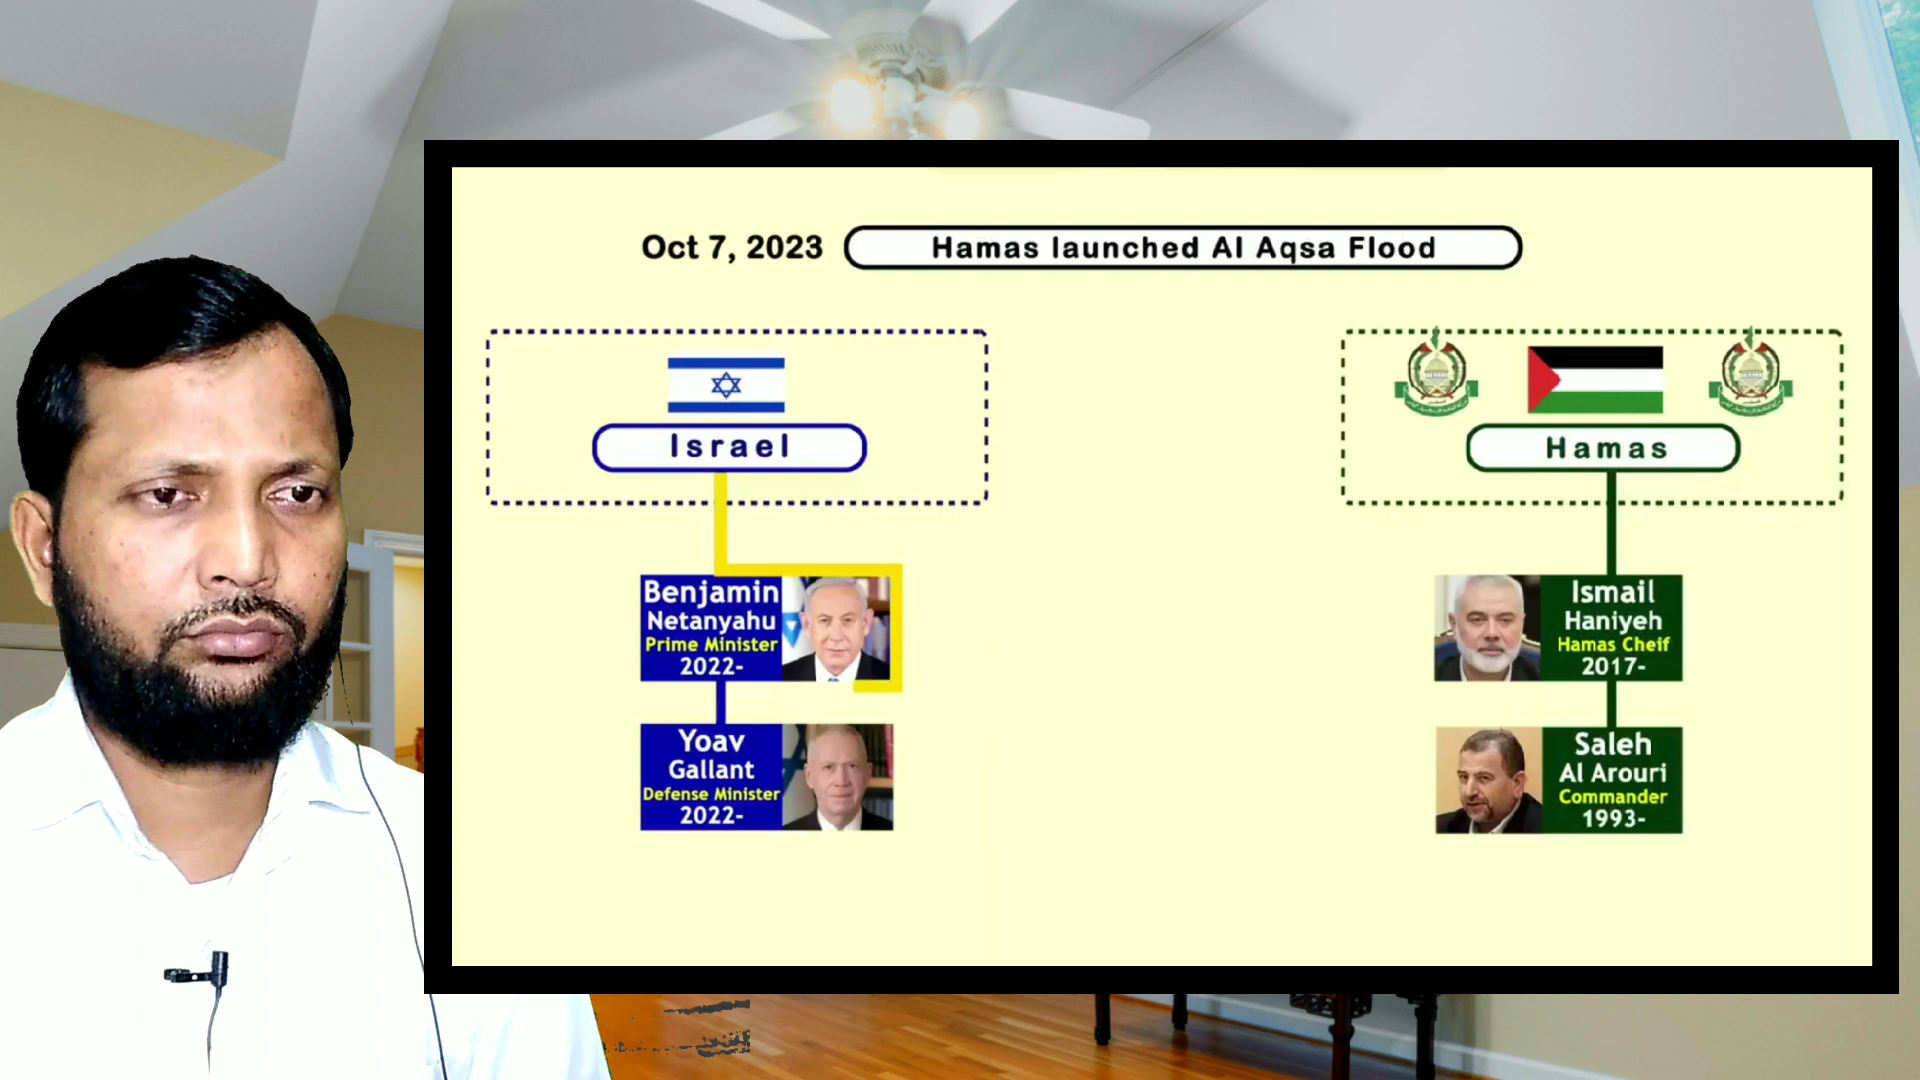 Oct 7, 2023 Hamas launched Al Aqsa Flood
Israel
Benjamin
Netanyahu
Prime Minister
2022-
Yoav
Gallant
Defense Minister
2022-
Hamas
Ismail
Haniyeh
Hamas Cheif
2017-
Saleh
Al Arouri
Commander
1993-